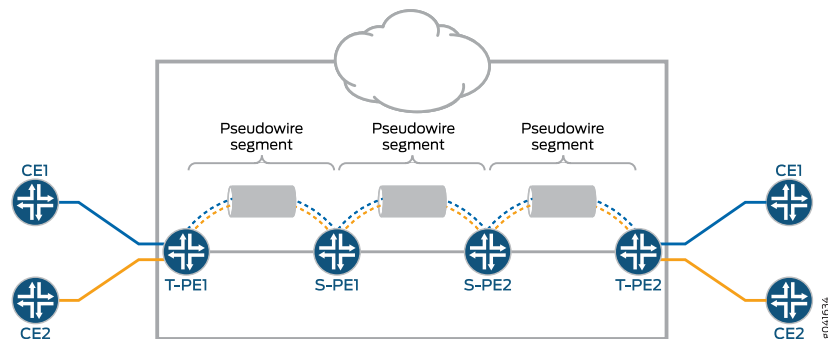 Pseudowire
segment
Pseudowire
segment
Pseudowire
segment
CE1
CE1
T-PE1
S-PE1
S-PE2
T-PE2
CE2
CE2
g041634